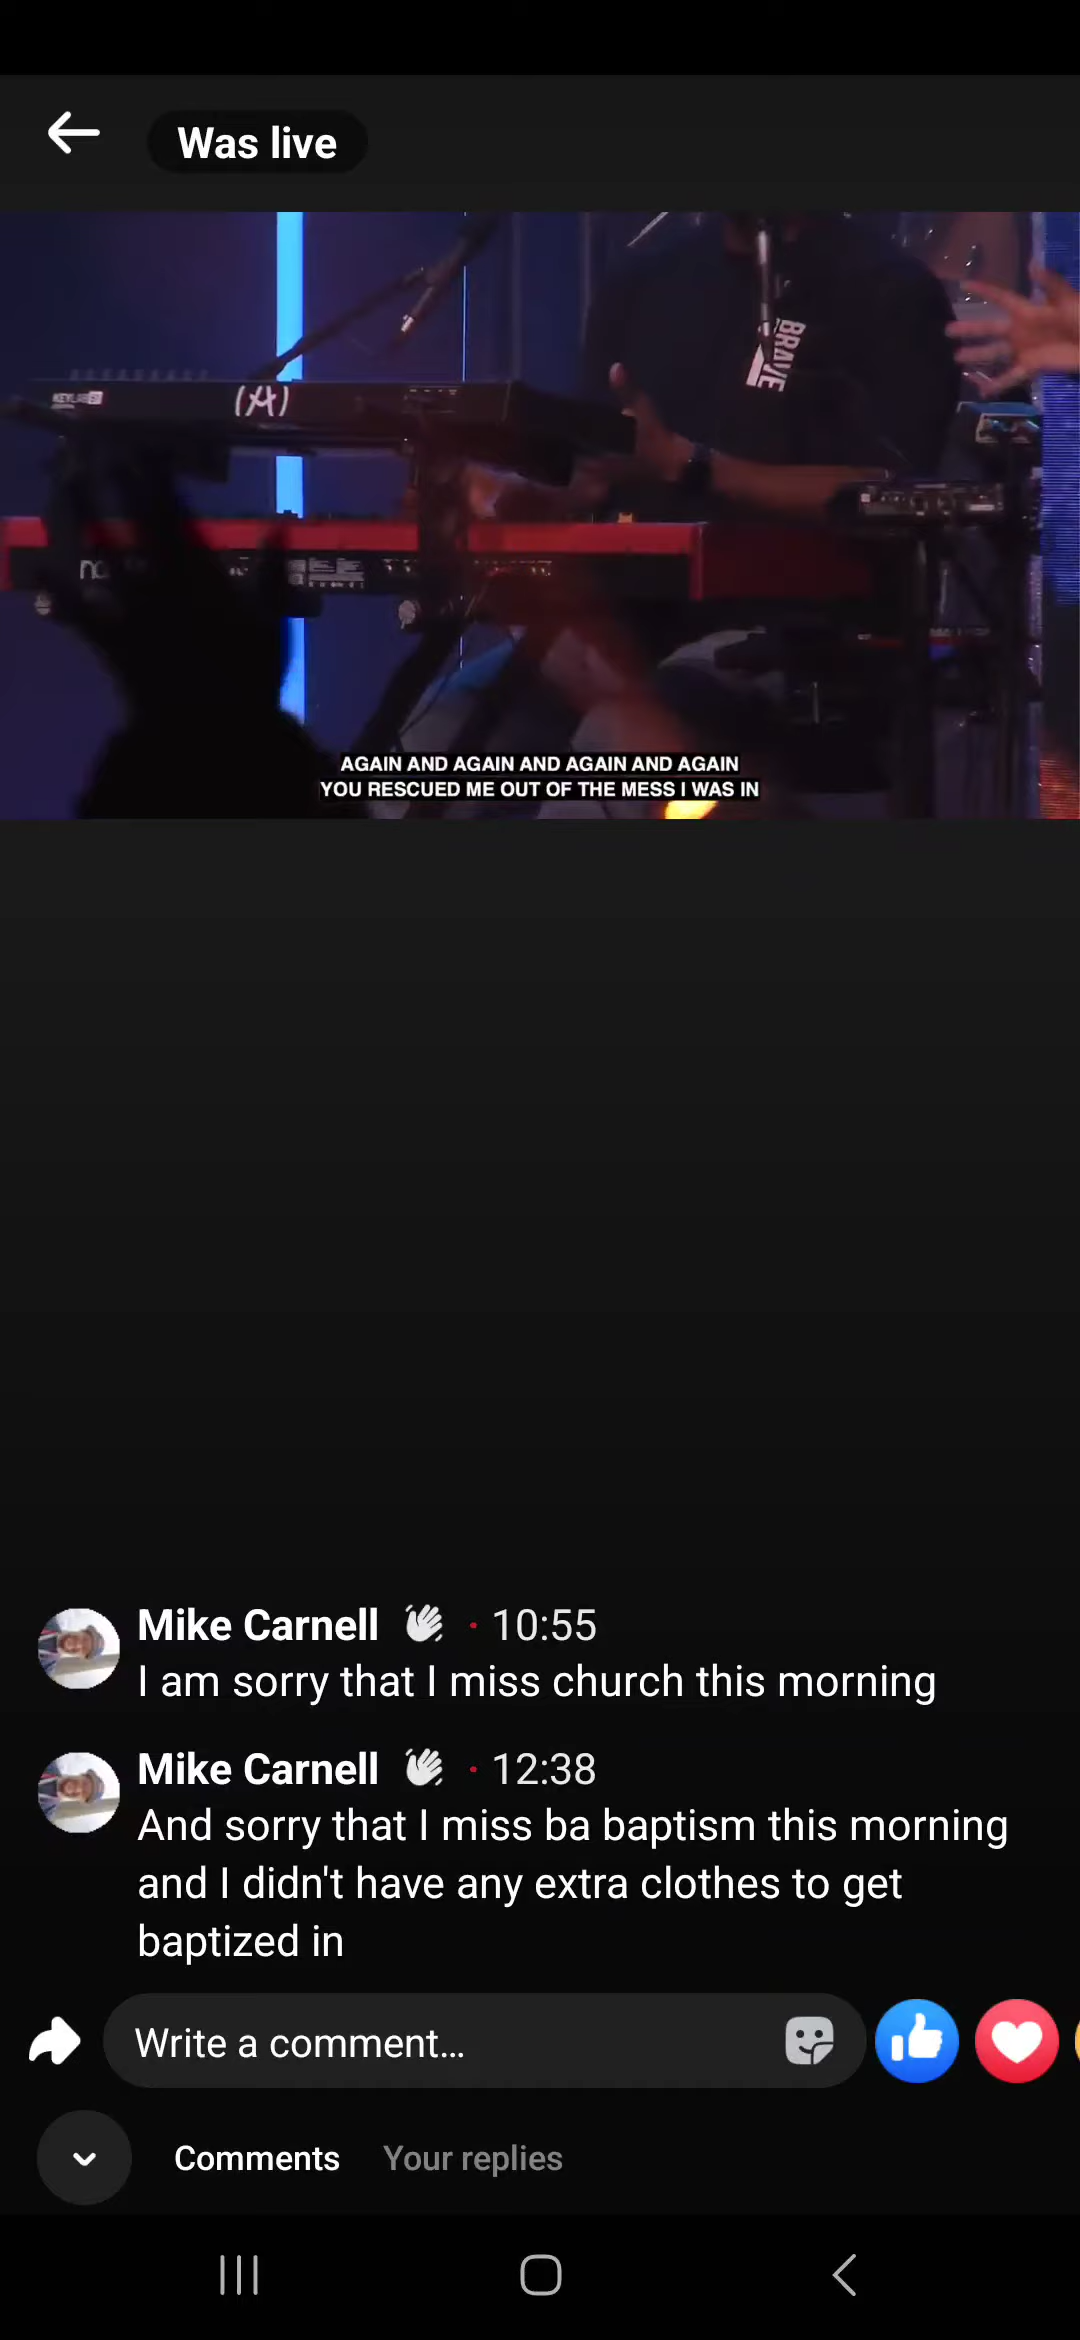 Was live
BRAVE
KEYLAB
(A)
AGAIN AND AGAIN AND AGAIN AND AGAIN
YOU RESCUED ME OUT OF THE MESS I WAS IN
Mike Carnell 👋 · 10:55
I am sorry that I miss church this morning
Mike Carnell 👋 · 12:38
And sorry that I miss ba baptism this morning
and I didn't have any extra clothes to get
baptized in
Write a comment...
Comments Your replies